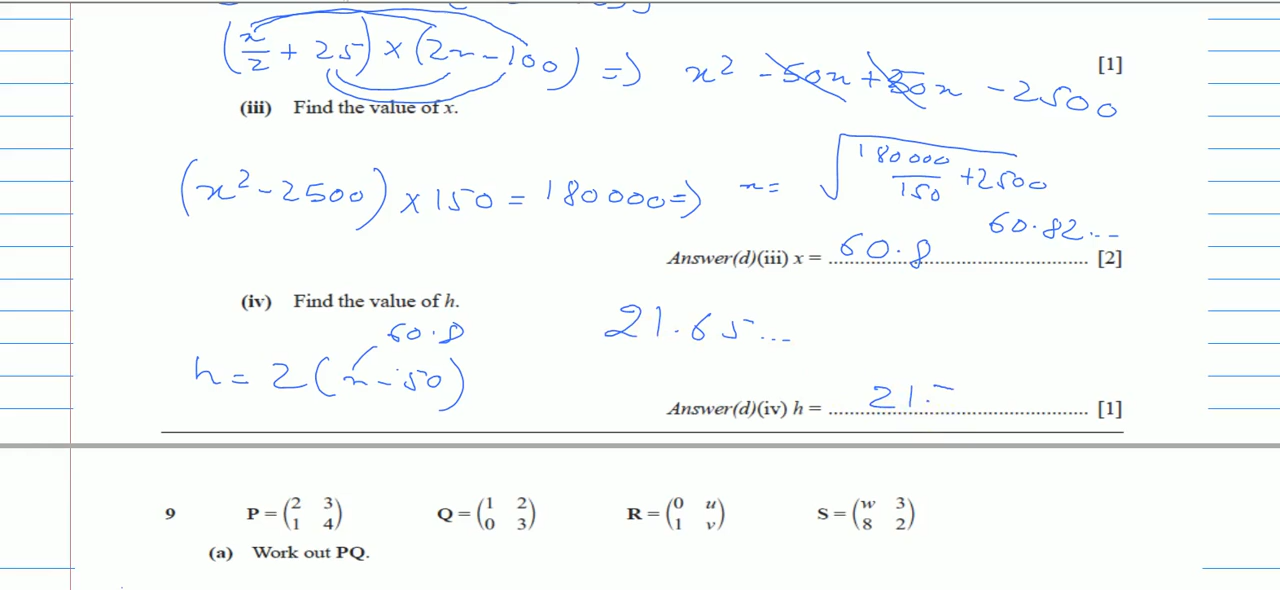 (x/2 + 25) × (2x - 100) => x² - 50x + 50x - 2500
[1]
(iii) Find the value of x.
(x² - 2500) × 150 = 180000 => x = √(180000/150 + 2500)
60.82...
Answer(d)(iii) x = 60.8 [2]
(iv) Find the value of h.
60.8
21.65...
h = 2(x - 50)
Answer(d)(iv) h = 21. [1]
9 P = (2 3 1 4) Q = (1 2 0 3) R = (0 u 1 v) S = (w 3 8 2)
(a) Work out PQ.